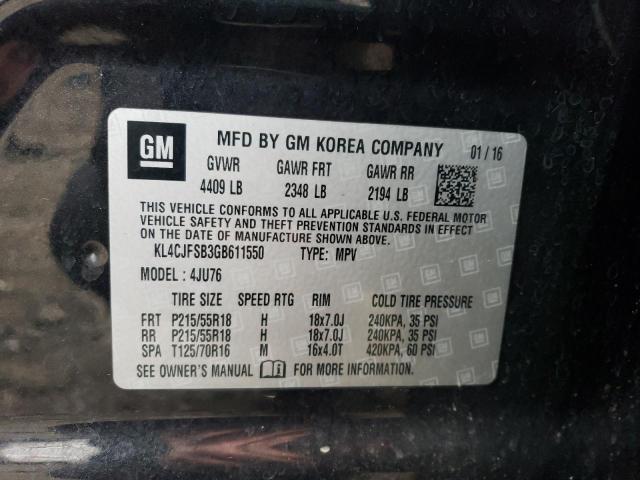 GM MFD BY GM KOREA COMPANY 01 / 16
GVWR GAWR FRT GAWR RR
4409 LB 2348 LB 2194 LB
THIS VEHICLE CONFORMS TO ALL APPLICABLE U.S. FEDERAL MOTOR
VEHICLE SAFETY AND THEFT PREVENTION STANDARDS IN EFFECT
ON THE DATE OF MANUFACTURE SHOWN ABOVE.
KL4CJFSB3GB611550 TYPE: MPV
MODEL : 4JU76
TIRE SIZE SPEED RTG RIM COLD TIRE PRESSURE
FRT P215/55R18 H 18x7.0J 240KPA, 35 PSI
RR P215/55R18 H 18x7.0J 240KPA, 35 PSI
SPA T125/70R16 M 16x4.0T 420KPA, 60 PSI
SEE OWNER'S MANUAL FOR MORE INFORMATION.